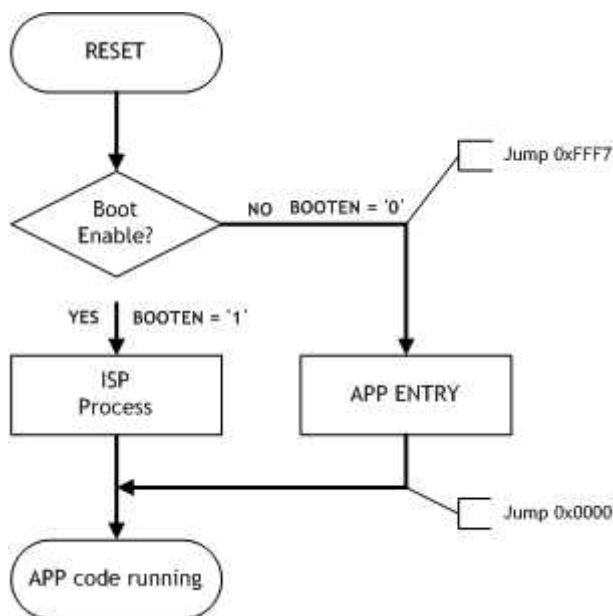 RESET
Jump 0xFFF7
Boot
Enable?
NO BOOTEN = '0'
YES BOOTEN = '1'
ISP
Process
APP ENTRY
Jump 0x0000
APP code running